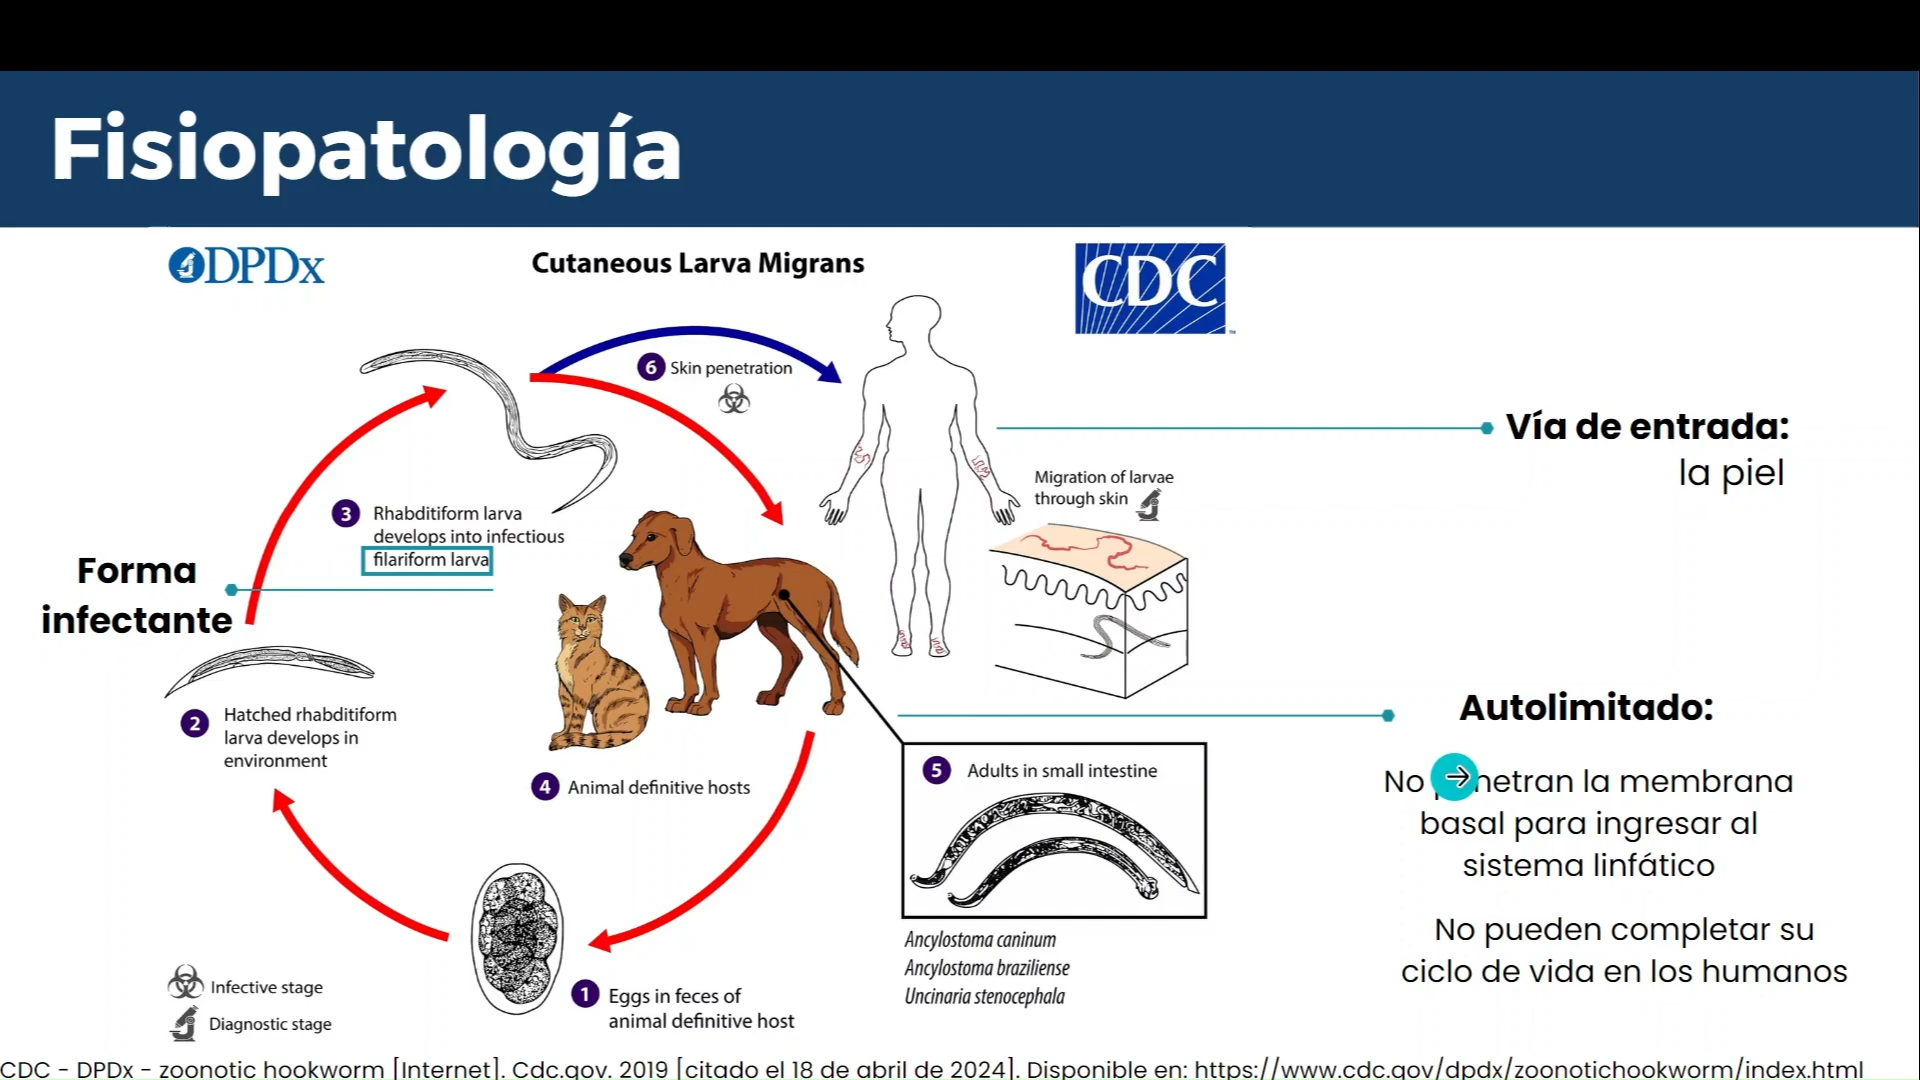 Fisiopatología
DPDx
Cutaneous Larva Migrans
CDC
TM
6 Skin penetration
Vía de entrada:
la piel
Migration of larvae
through skin
3 Rhabditiform larva
develops into infectious
filariform larva
Forma
infectante
2 Hatched rhabditiform
larva develops in
environment
4 Animal definitive hosts
5 Adults in small intestine
Autolimitado:
No netran la membrana
basal para ingresar al
sistema linfático
No pueden completar su
ciclo de vida en los humanos
Ancylostoma caninum
Ancylostoma braziliense
Uncinaria stenocephala
1 Eggs in feces of
animal definitive host
Infective stage
Diagnostic stage
CDC - DPDx - zoonotic hookworm [Internet]. Cdc.gov. 2019 [citado el 18 de abril de 2024]. Disponible en: https://www.cdc.gov/dpdx/zoonotichookworm/index.html